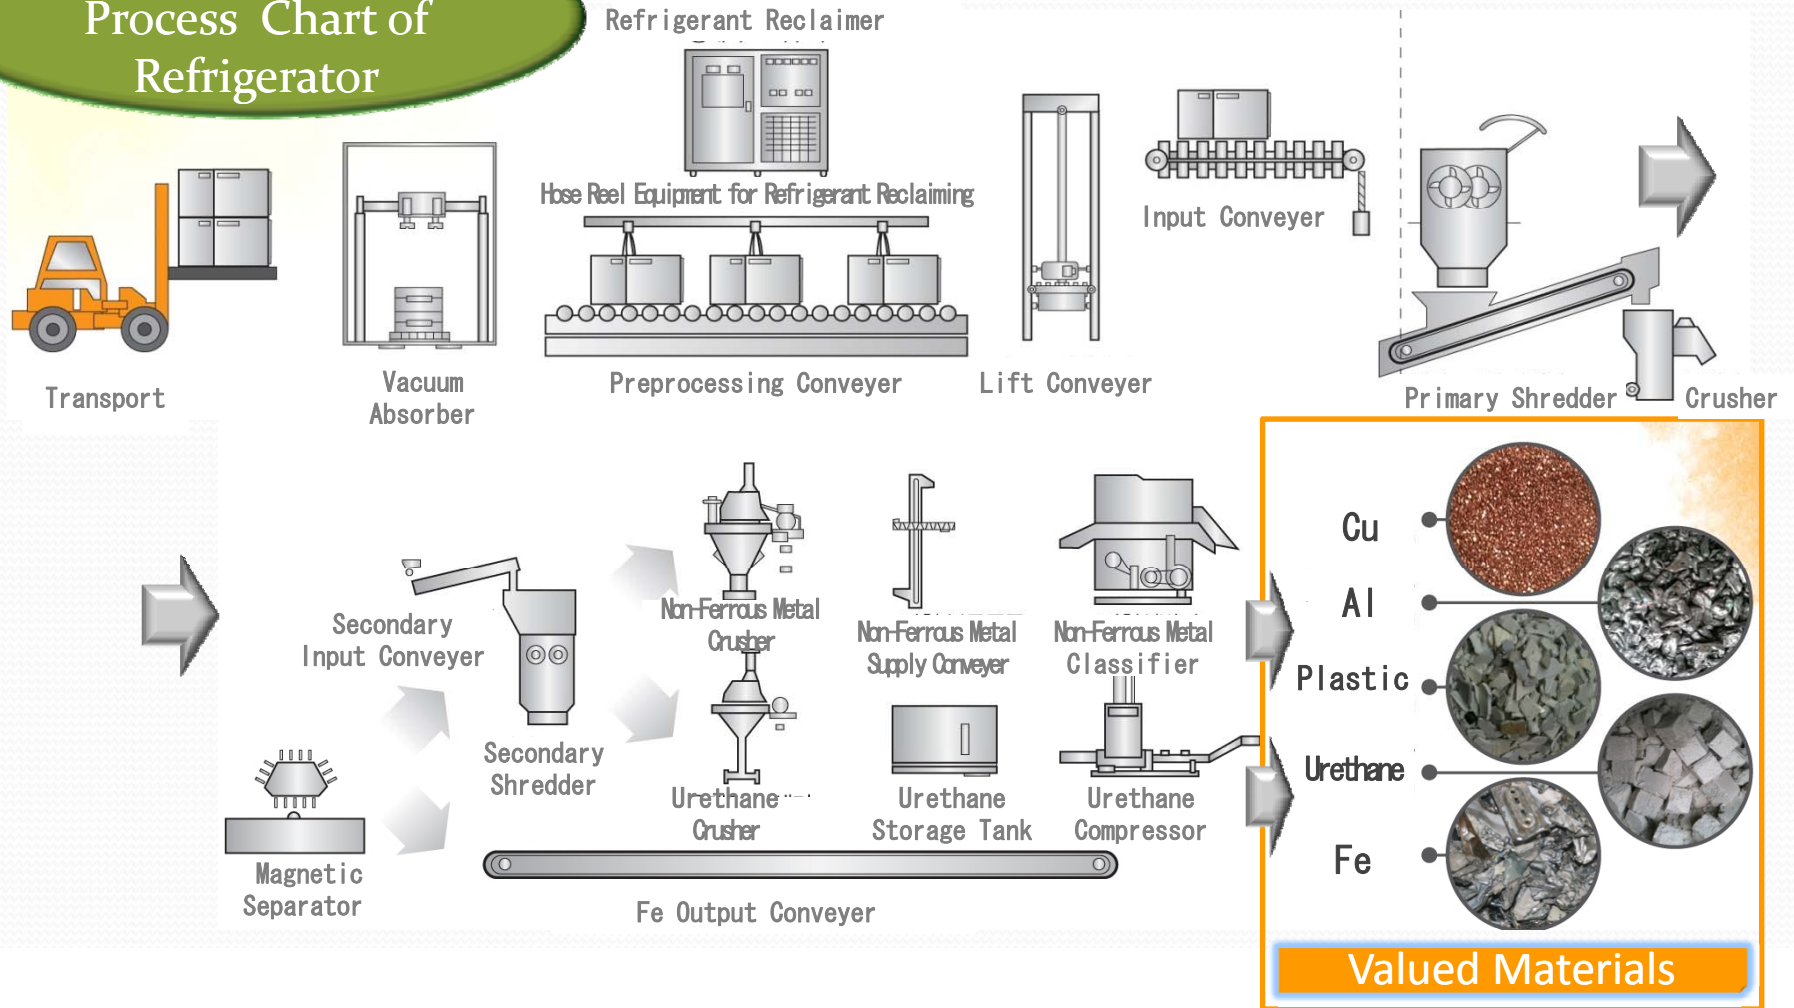 Process Chart of
Refrigerator
Refrigerant Reclaimer
Hose Reel Equipment for Refrigerant Reclaiming
Input Conveyer
Transport
Vacuum
Absorber
Preprocessing Conveyer
Lift Conveyer
Primary Shredder
Crusher
Secondary
Input Conveyer
Non-Ferrous Metal
Crusher
Non-Ferrous Metal
Supply Conveyer
Non-Ferrous Metal
Classifier
Secondary
Shredder
Urethane
Crusher
Urethane
Storage Tank
Urethane
Compressor
Magnetic
Separator
Fe Output Conveyer
Cu
Al
Plastic
Urethane
Fe
Valued Materials